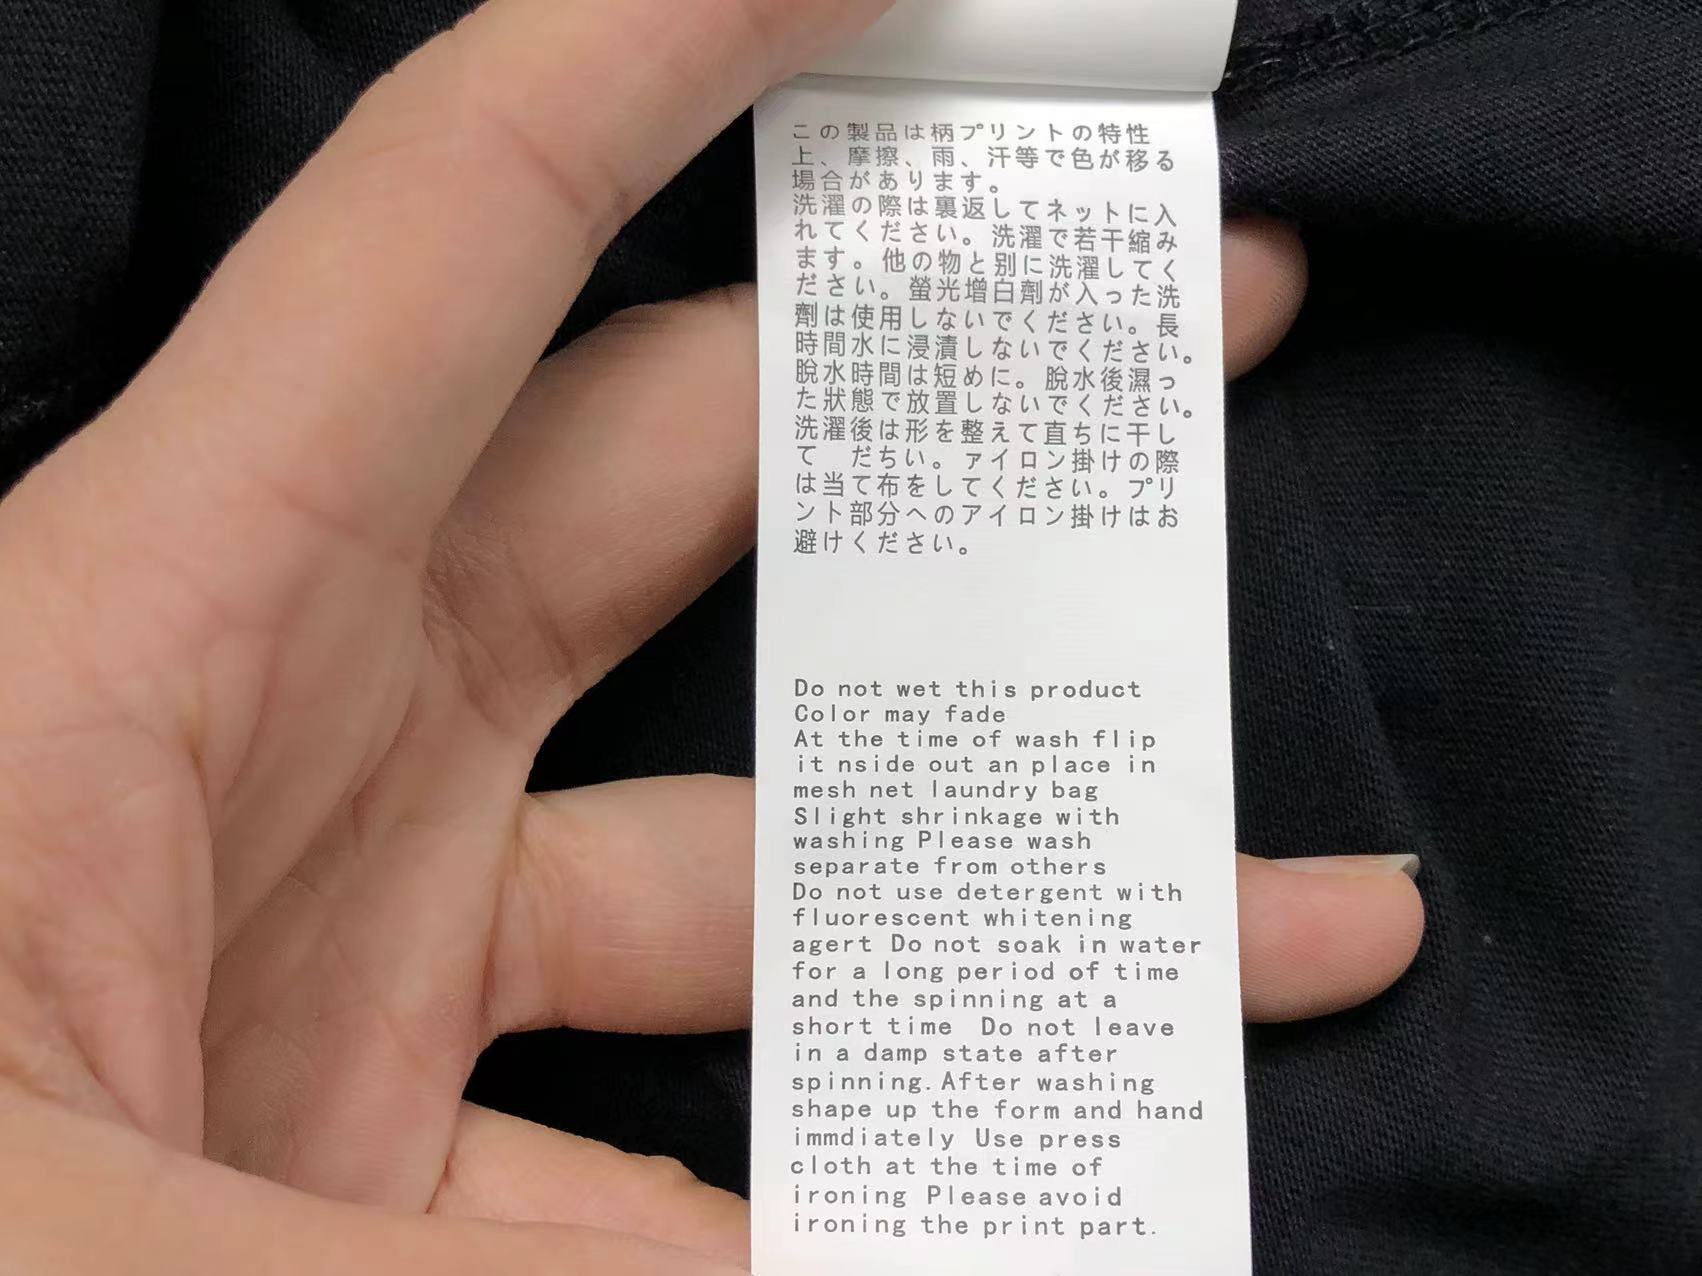 この製品は柄プリントの特性
上、摩擦、雨、汗等で色が移る
場合があります。
洗濯の際は裏返してネットに入
れてください。洗濯で若干縮み
ます。他の物と別に洗濯してく
ださい。螢光增白劑が入った洗
劑は使用しないでください。長
時間水に浸漬しないでください。
脫水時間は短めに。脫水後濕っ
た狀態で放置しないでください。
洗濯後は形を整えて直ちに干し
て　だちい。ァイロン掛けの際
は当て布をしてください。プリ
ント部分へのアイロン掛けはお
避けください。
Do not wet this product
Color may fade
At the time of wash flip
it nside out an place in
mesh net laundry bag
Slight shrinkage with
washing Please wash
separate from others
Do not use detergent with
fluorescent whitening
agert Do not soak in water
for a long period of time
and the spinning at a
short time Do not leave
in a damp state after
spinning. After washing
shape up the form and hand
immdiately Use press
cloth at the time of
ironing Please avoid
ironing the print part.